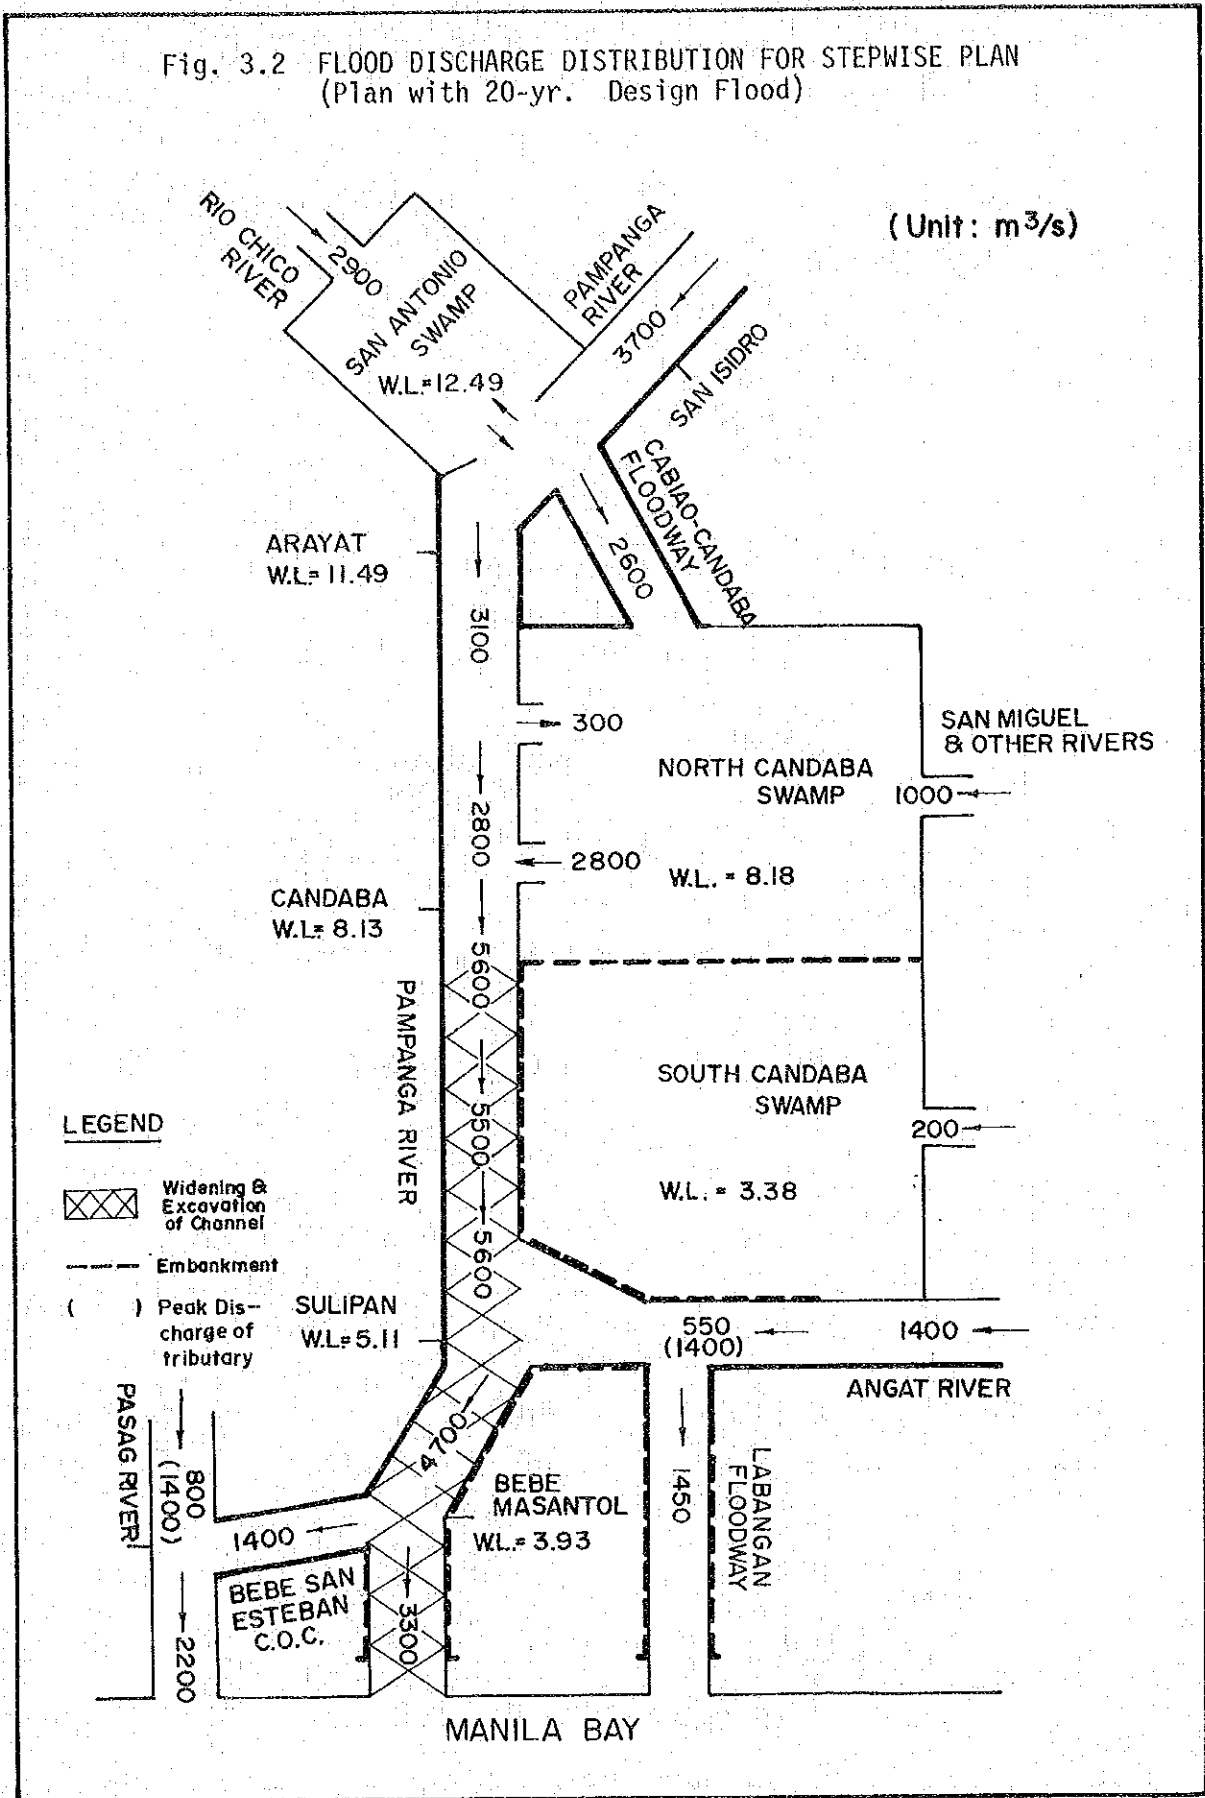 Fig. 3.2 FLOOD DISCHARGE DISTRIBUTION FOR STEPWISE PLAN
(Plan with 20-yr. Design Flood)
(Unit: m³/s)
RIO CHICO
RIVER
2900
SAN ANTONIO
SWAMP
W.L.=12.49
PAMPANGA
RIVER
3700
SAN ISIDRO
CABIAO-CANDABA
FLOODWAY
2600
ARAYAT
W.L.= 11.49
3100
300
SAN MIGUEL
& OTHER RIVERS
NORTH CANDABA
SWAMP
1000
2800
2800
W.L. = 8.18
CANDABA
W.L.= 8.13
5600
PAMPANGA RIVER
SOUTH CANDABA
SWAMP
5500
200
W.L. = 3.38
5600
LEGEND
Widening &
Excavation
of Channel
Embankment
( ) Peak Dis-
charge of
tributary
SULIPAN
W.L.= 5.11
550
(1400)
1400
ANGAT RIVER
PASAG RIVER
800
(1400)
4700
1400
BEBE
MASANTOL
W.L.= 3.93
1450
LABANGAN
FLOODWAY
BEBE SAN
ESTEBAN
C.O.C.
3300
2200
MANILA BAY